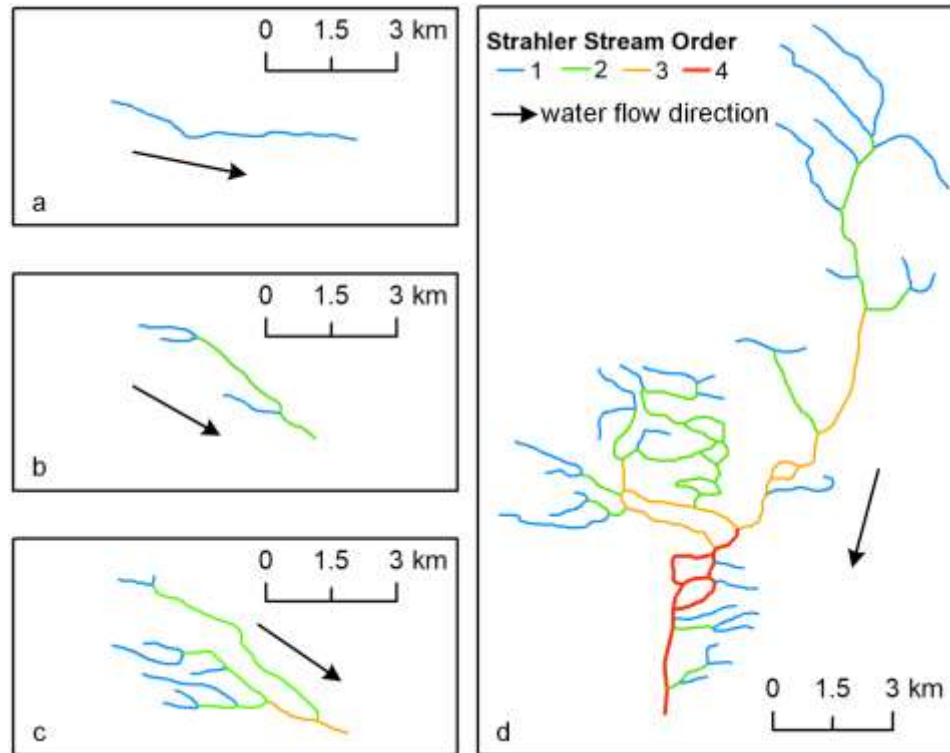 0 1.5 3 km
a
0 1.5 3 km
b
0 1.5 3 km
c
Strahler Stream Order
1 2 3 4
water flow direction
0 1.5 3 km
d